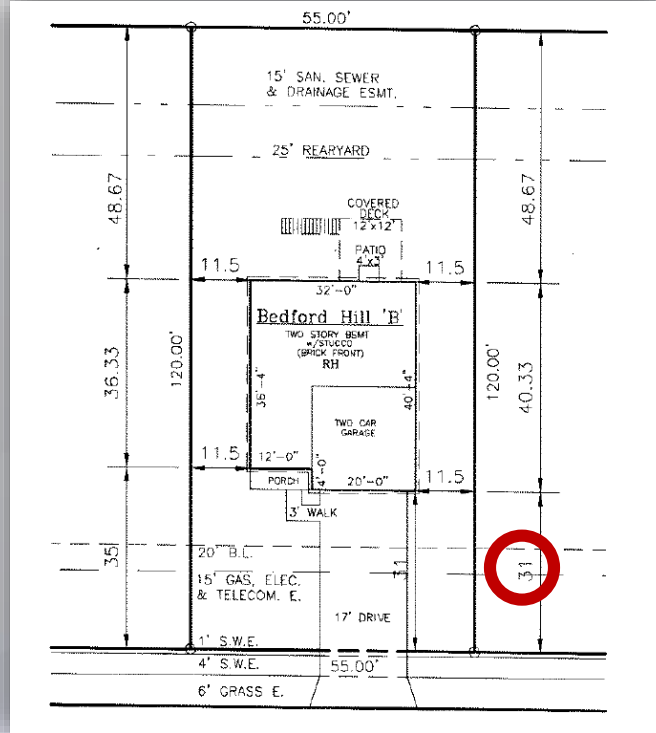 55.00'
15' SAN. SEWER
& DRAINAGE ESMT.
25' REARYARD
48.67
48.67
COVERED
DECK
12'x12'
PATIO
4'x3'
11.5
11.5
32'-0"
Bedford Hill 'B'
TWO STORY BSMT
w/STUCCO
(BRICK FRONT)
RH
36.33
120.00'
36'-4"
40'-4"
120.00'
40.33
TWO CAR
GARAGE
11.5
12'-0"
4'-0"
11.5
PORCH
20'-0"
3' WALK
35
20' B.L.
31
31
15' GAS, ELEC.
& TELECOM. E.
17' DRIVE
1' S.W.E.
4' S.W.E.
55.00'
6' GRASS E.